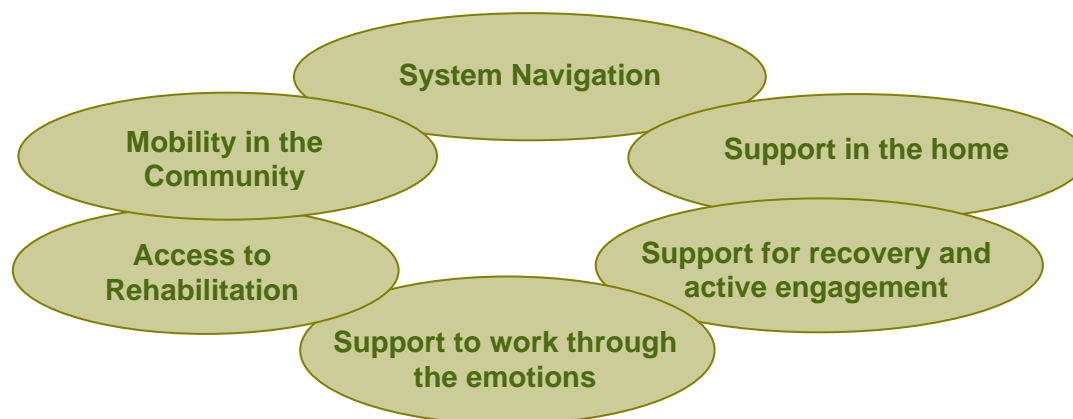 System Navigation
Mobility in the
Community
Support in the home
Access to
Rehabilitation
Support for recovery and
active engagement
Support to work through
the emotions